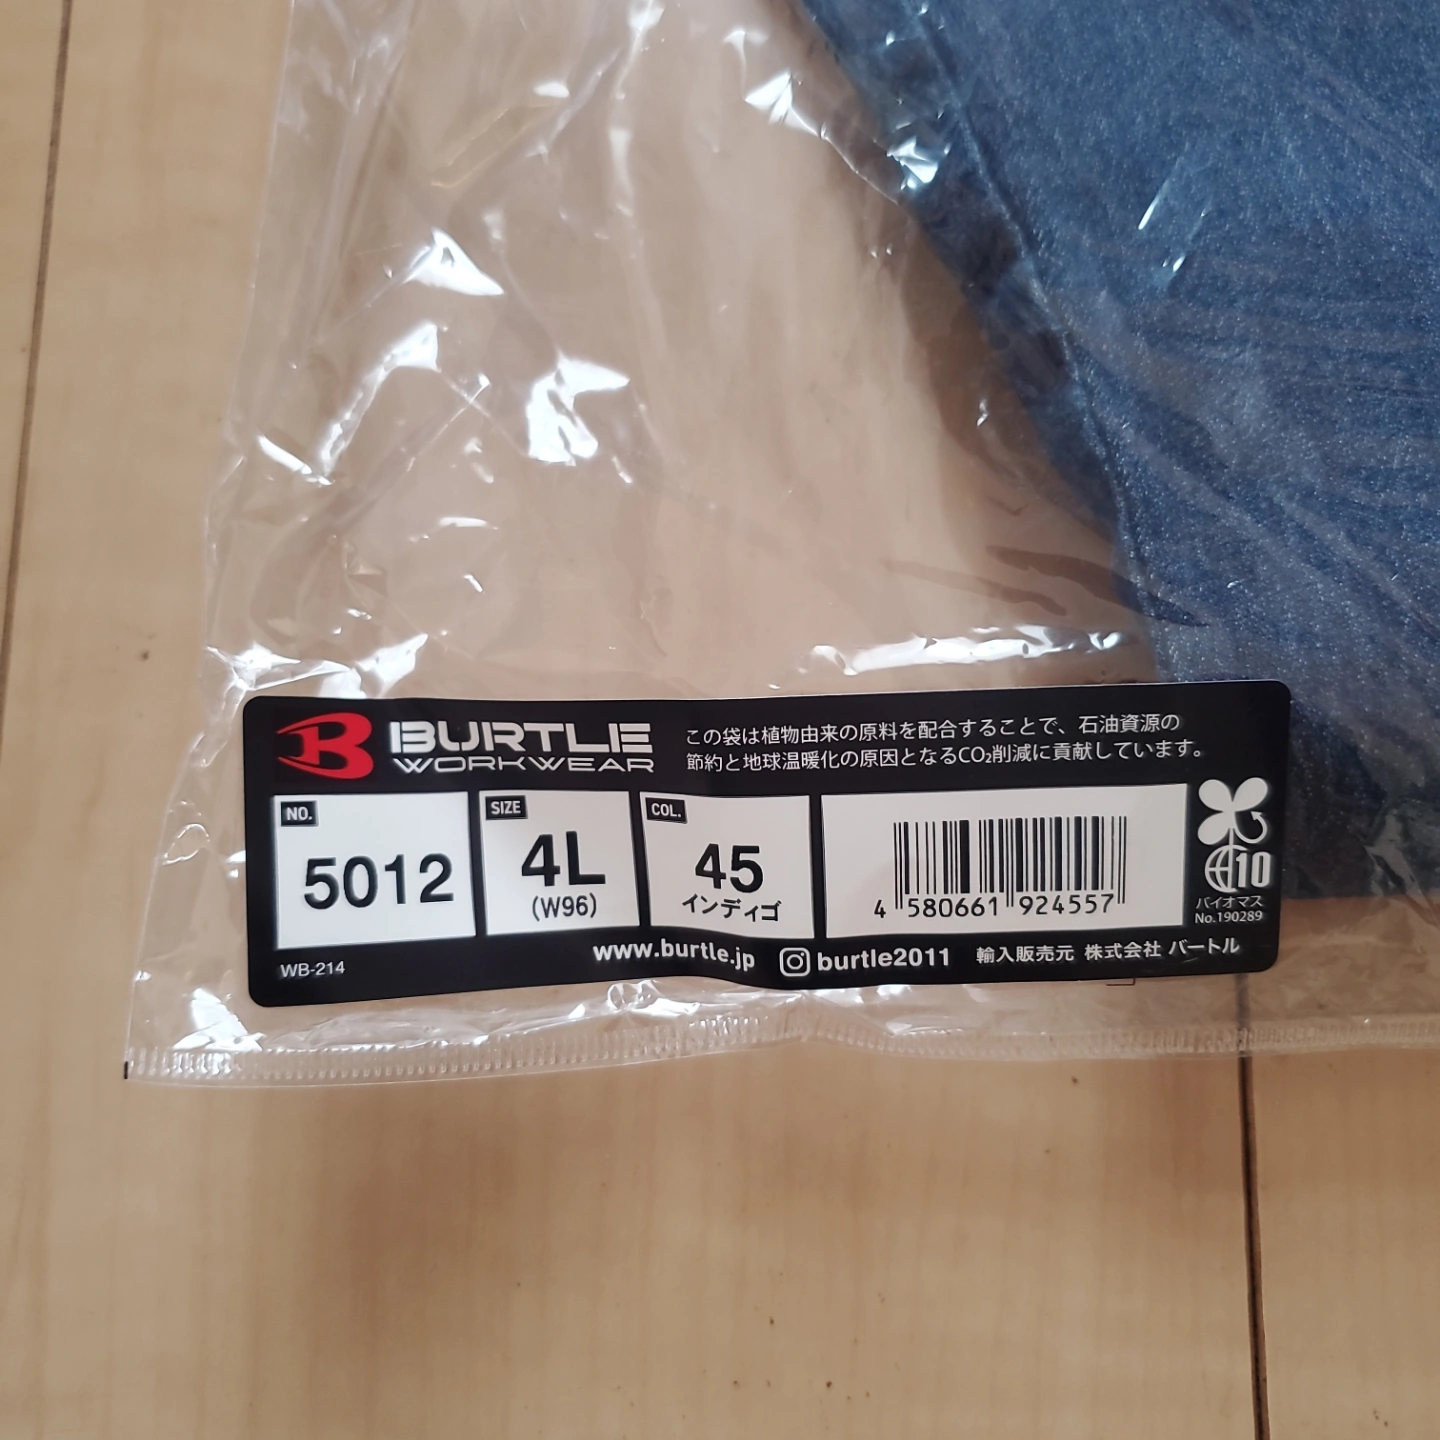 BURTLE
WORKWEAR
この袋は植物由来の原料を配合することで、石油資源の
節約と地球温暖化の原因となるCO₂削減に貢献しています。
NO.
5012
SIZE
4L
(W96)
COL.
45
インディゴ
4 580661 924557
10
バイオマス
No.190289
WB-214
www.burtle.jp
burtle2011
輸入販売元 株式会社 バートル